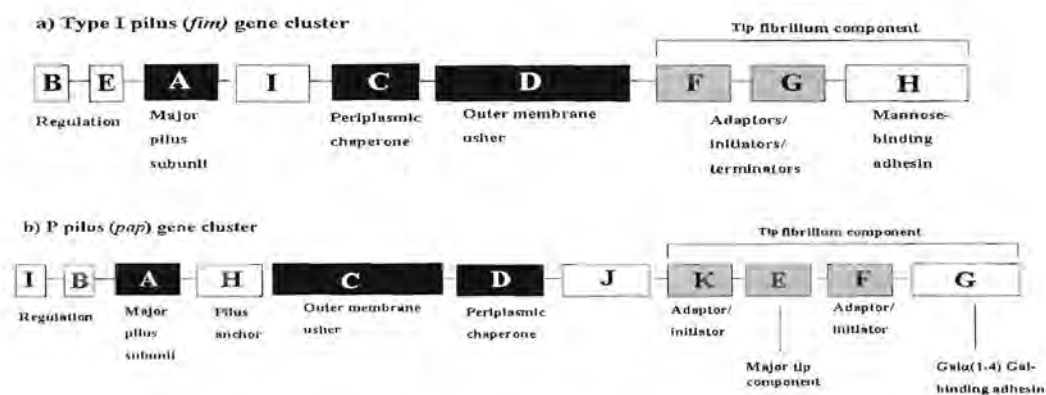 a) Type I pilus (fim) gene cluster
Tip fibrillum component
B E A I C D F G H
Regulation
Major
pilus
subunit
Periplasmic
chaperone
Outer membrane
usher
Adaptors/
initiators/
terminators
Mannose-
binding
adhesin
b) P pilus (pap) gene cluster
Tip fibrillum component
I B A H C D J K E F G
Regulation
Major
pilus
subunit
Pilus
anchor
Outer membrane
usher
Periplasmic
chaperone
Adaptor/
initiator
Adaptor/
initiator
Major tip
component
Galα(1-4) Gal-
binding adhesin